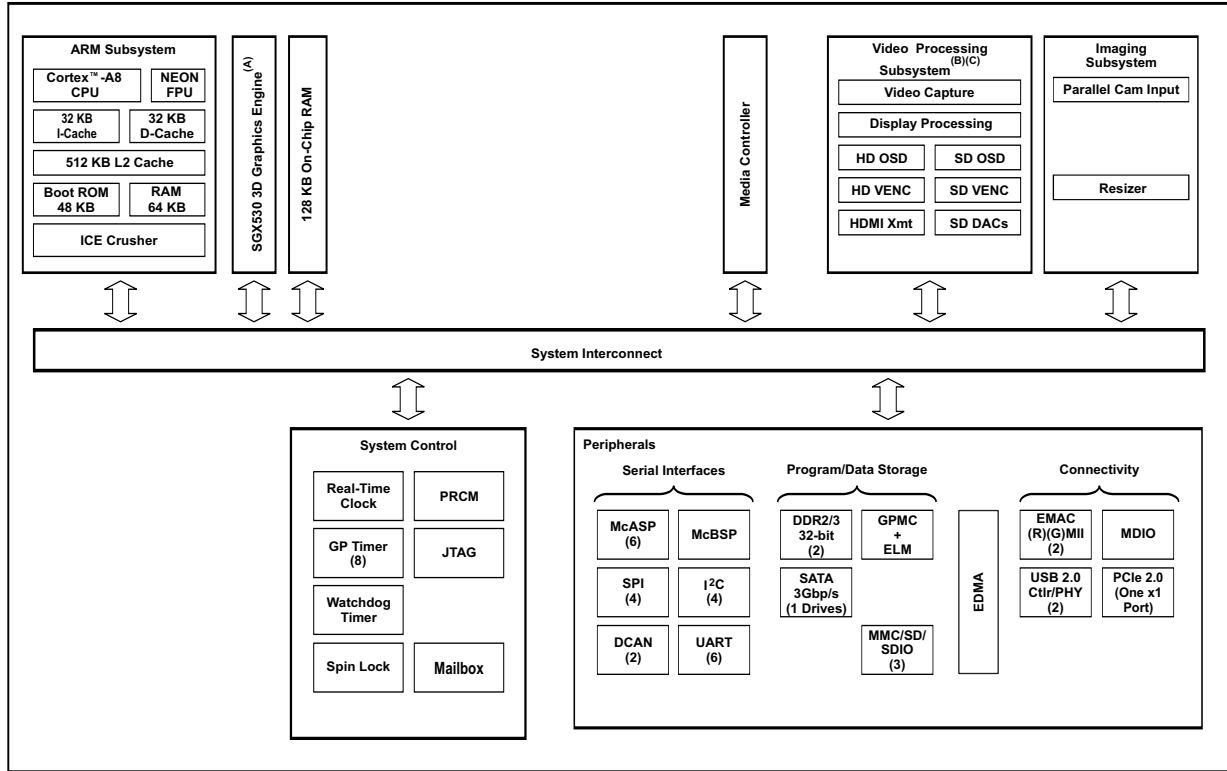 ARM Subsystem
Cortex™-A8
CPU
NEON
FPU
32 KB
I-Cache
32 KB
D-Cache
512 KB L2 Cache
Boot ROM
48 KB
RAM
64 KB
ICE Crusher
SGX530 3D Graphics Engine(A)
128 KB On-Chip RAM
Media Controller
Video Processing
Subsystem(B)(C)
Video Capture
Display Processing
HD OSD
SD OSD
HD VENC
SD VENC
HDMI Xmt
SD DACs
Imaging
Subsystem
Parallel Cam Input
Resizer
System Interconnect
System Control
Real-Time
Clock
PRCM
GP Timer
(8)
JTAG
Watchdog
Timer
Spin Lock
Mailbox
Peripherals
Serial Interfaces
McASP
(6)
McBSP
SPI
(4)
I²C
(4)
DCAN
(2)
UART
(6)
Program/Data Storage
DDR2/3
32-bit
(2)
GPMC
+
ELM
SATA
3Gbp/s
(1 Drives)
MMC/SD/
SDIO
(3)
EDMA
Connectivity
EMAC
(R)(G)MII
(2)
MDIO
USB 2.0
Ctlr/PHY
(2)
PCIe 2.0
(One x1
Port)